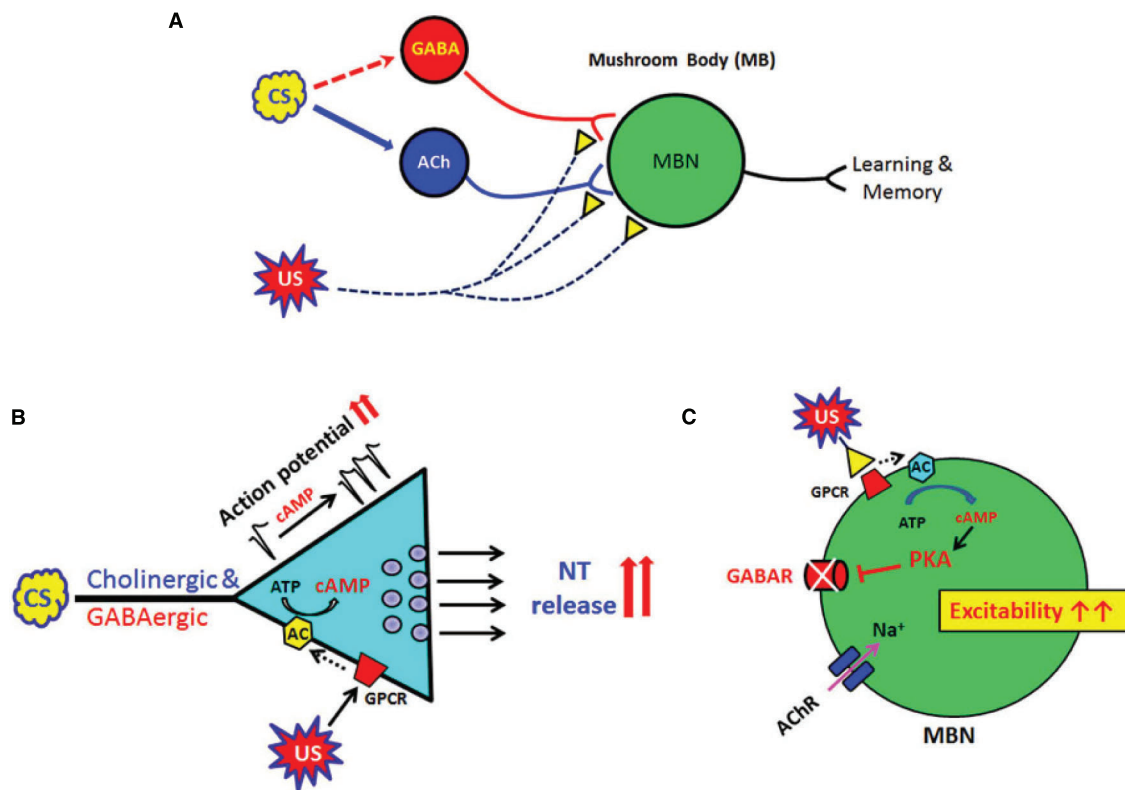 A
GABA
Mushroom Body (MB)
CS
ACh
MBN
Learning &
Memory
US
B
Action potential
cAMP
CS
Cholinergic &
GABAergic
ATP
cAMP
AC
GPCR
US
NT
release
C
US
AC
GPCR
ATP
cAMP
PKA
GABAR
Excitability ↑↑
Na⁺
AChR
MBN